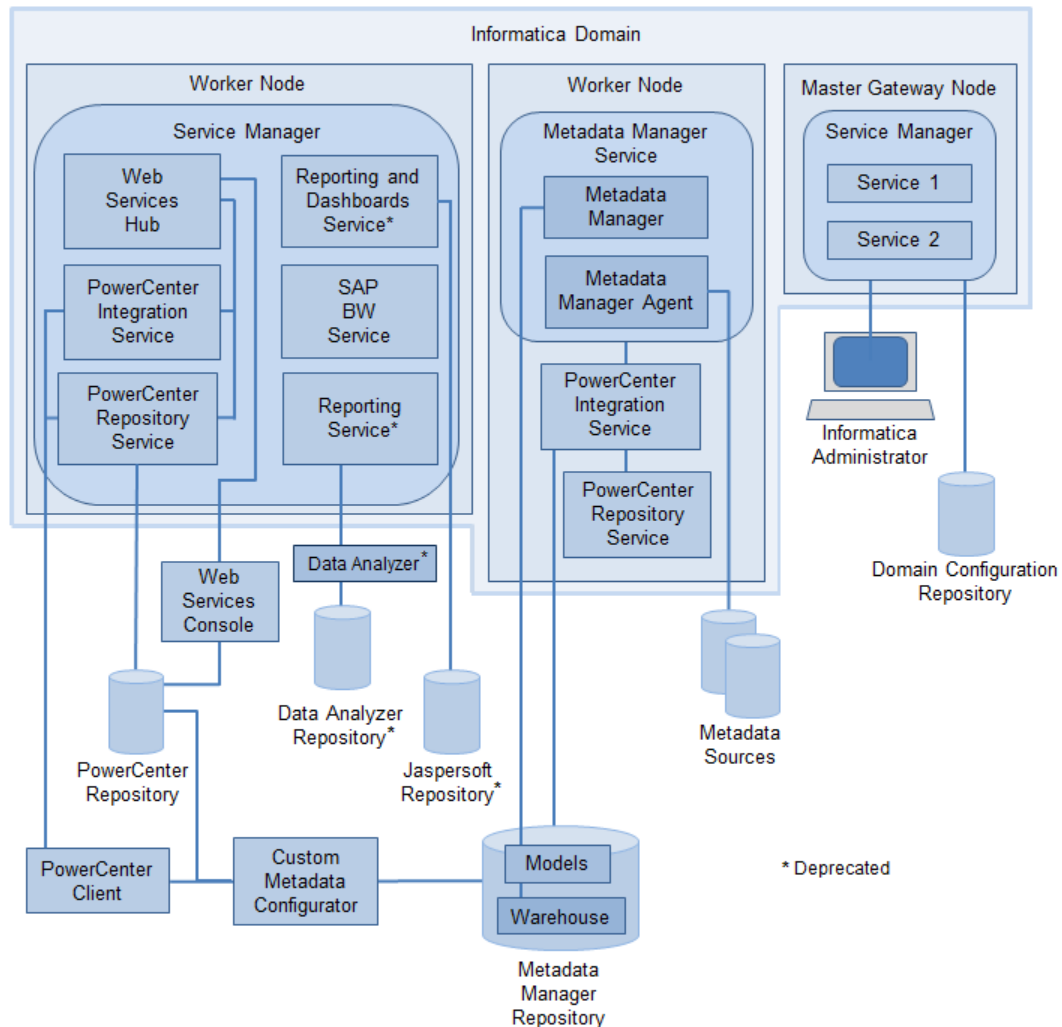 Informatica Domain
Worker Node
Service Manager
Web
Services
Hub
Reporting and
Dashboards
Service*
PowerCenter
Integration
Service
SAP
BW
Service
PowerCenter
Repository
Service
Reporting
Service*
Worker Node
Metadata Manager
Service
Metadata
Manager
Metadata
Manager Agent
PowerCenter
Integration
Service
PowerCenter
Repository
Service
Master Gateway Node
Service Manager
Service 1
Service 2
Informatica
Administrator
Domain Configuration
Repository
Web
Services
Console
Data Analyzer*
PowerCenter
Repository
Data Analyzer
Repository*
Jaspersoft
Repository*
Metadata
Sources
PowerCenter
Client
Custom
Metadata
Configurator
Models
Warehouse
Metadata
Manager
Repository
* Deprecated